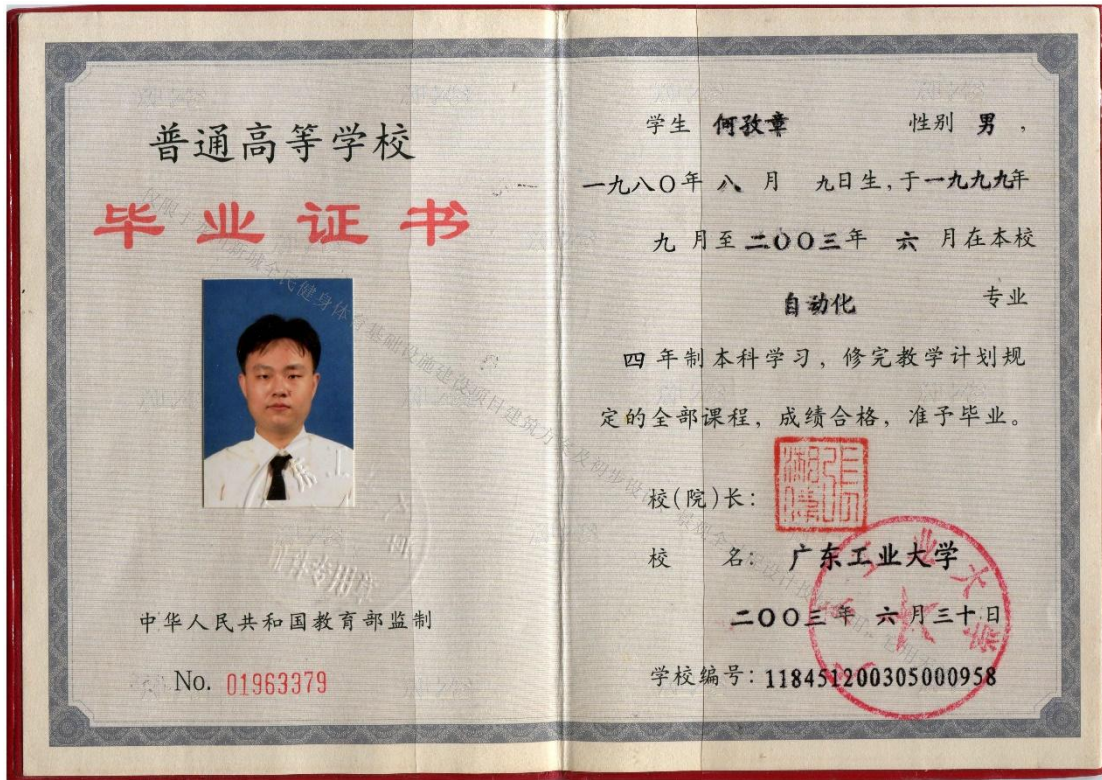 普通高等学校
毕业证书
中华人民共和国教育部监制
No. 01963379
学生 何孜章 性别 男，
一九八〇年 八 月 九日生，于一九九九年
九 月至二〇〇三年 六 月在本校
自动化 专业
四 年制本科学习，修完教学计划规
定的全部课程，成绩合格，准予毕业。
校(院)长：
校 名：广东工业大学
二〇〇三年 六月三十日
学校编号：118451200305000958